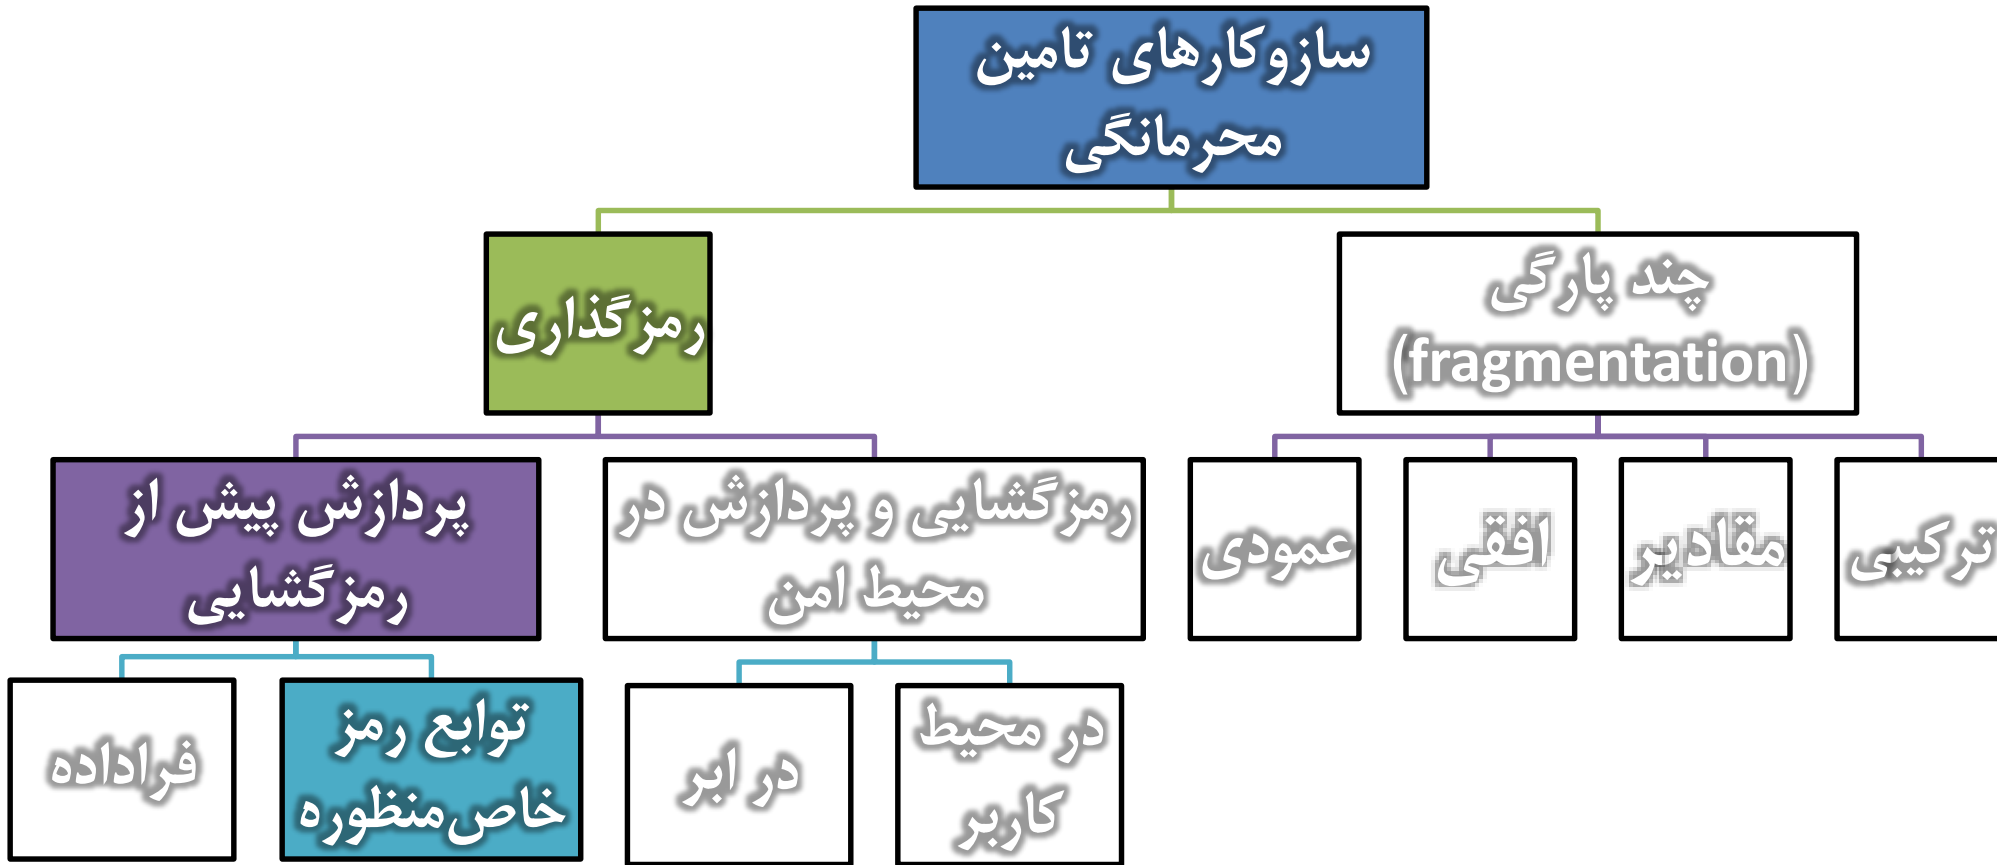 سازوکارهای تامین
محرمانگی
چند پارگی
(fragmentation)
رمزگذاری
ترکیبی
مقادیر
افقی
عمودی
رمزگشایی و پردازش در
محیط امن
پردازش پیش از
رمزگشایی
در محیط
کاربر
در ابر
توابع رمز
خاص‌منظوره
فراداده